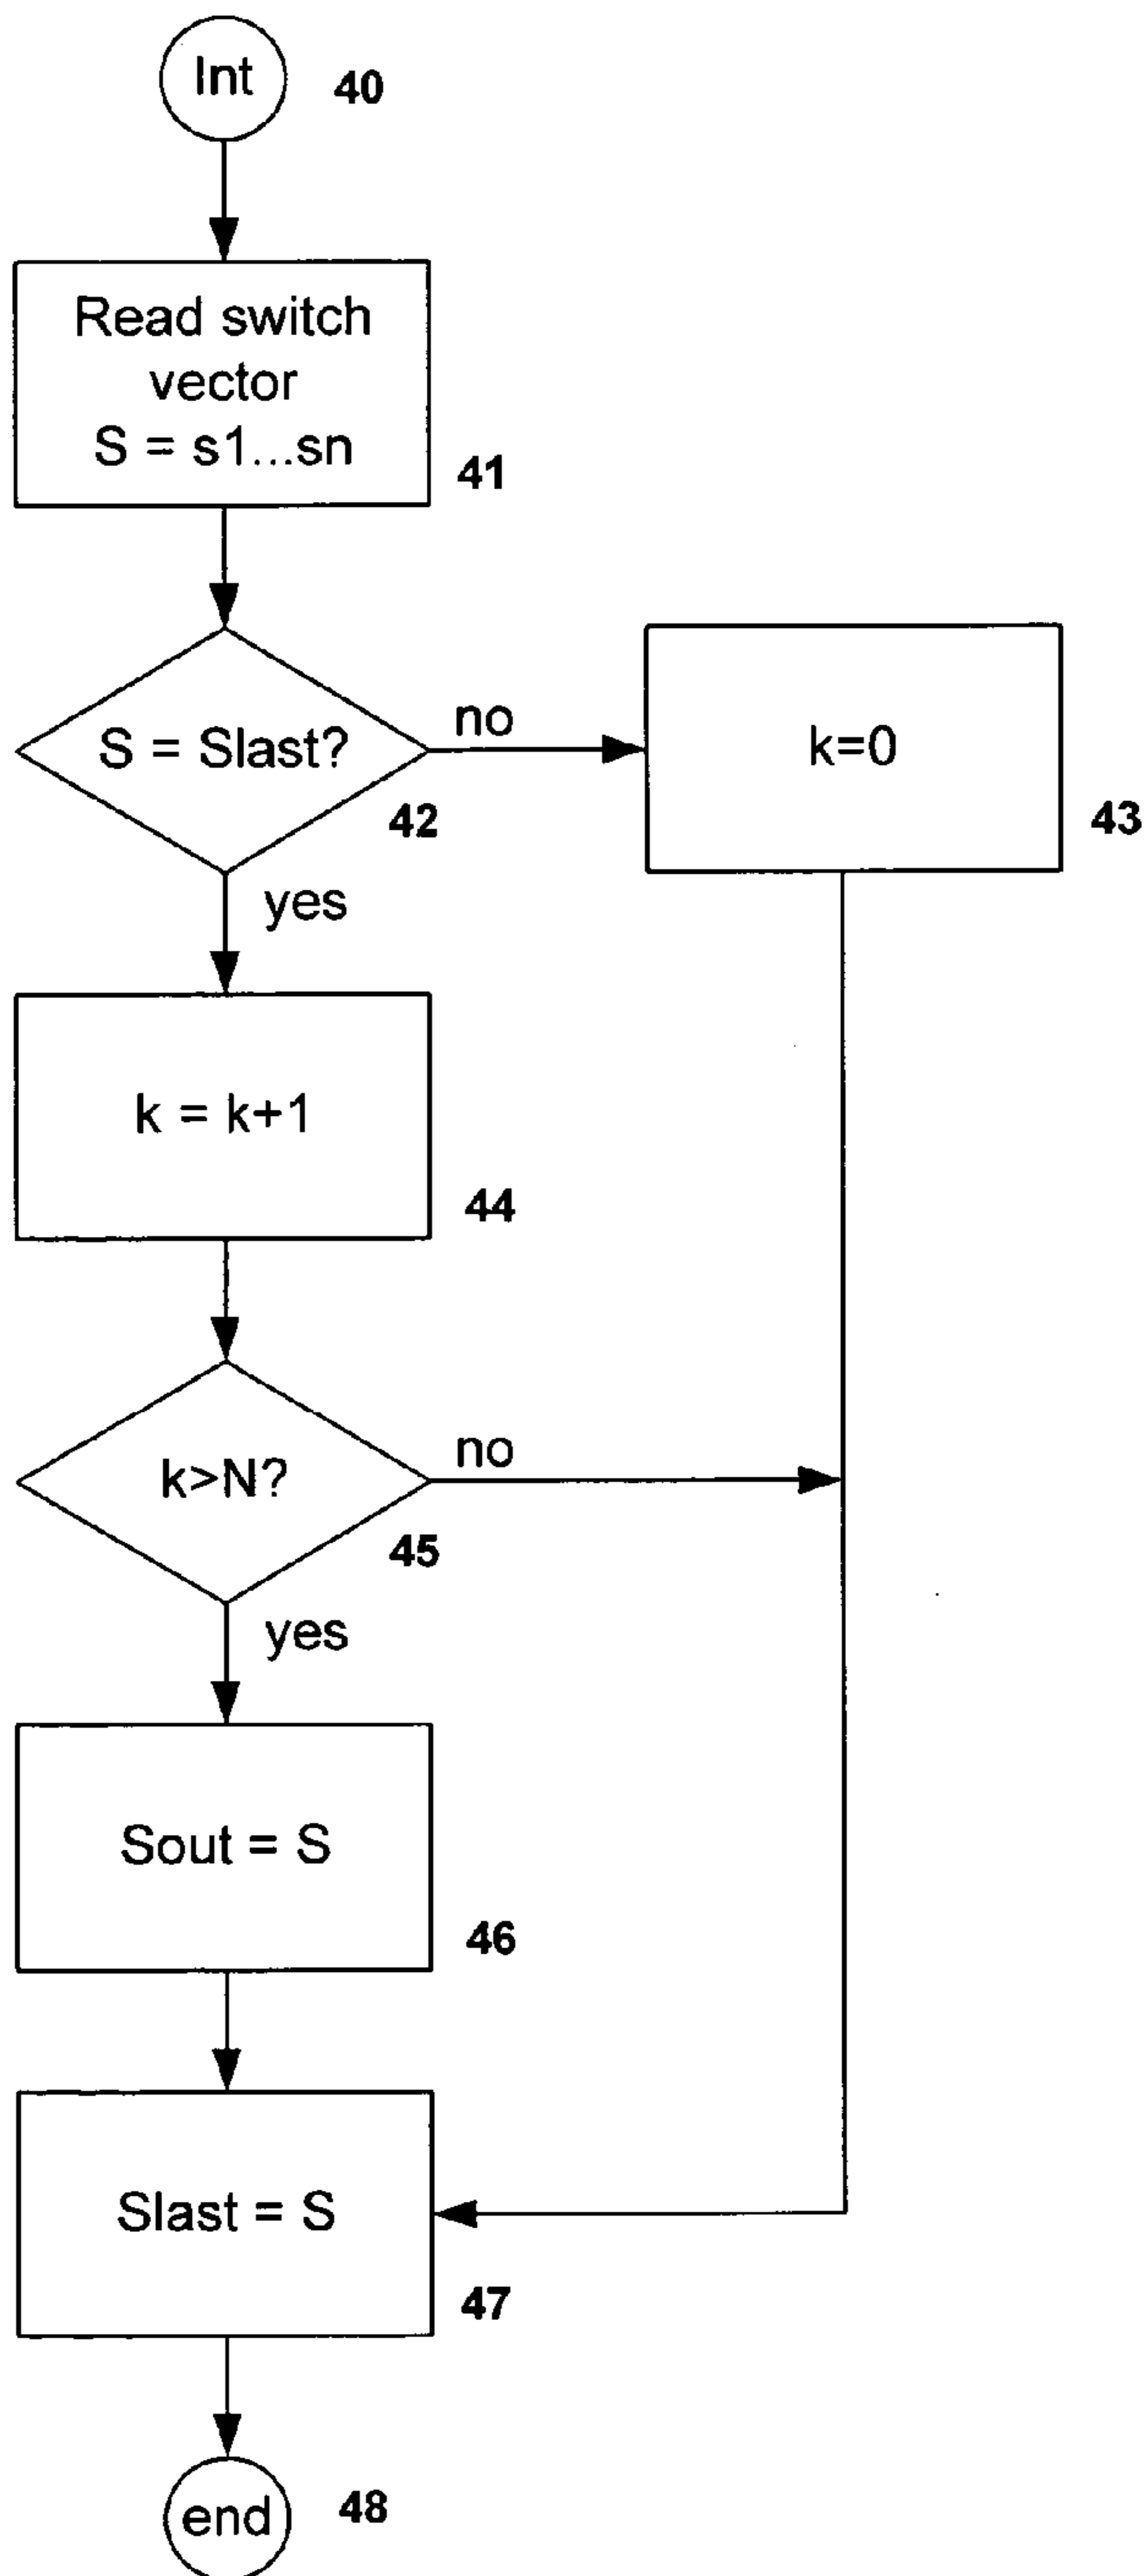 Int
40
Read switch
vector
S = s1...sn
41
S = Slast?
no
42
yes
k=0
43
k = k+1
44
k>N?
no
45
yes
Sout = S
46
Slast = S
47
end
48